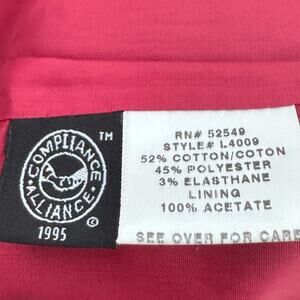 COMPLIANCE
ALLIANCE
TM
©
1995
RN# 52549
STYLE# L4009
52% COTTON/COTON
45% POLYESTER
3% ELASTHANE
LINING
100% ACETATE
SEE OVER FOR CARE